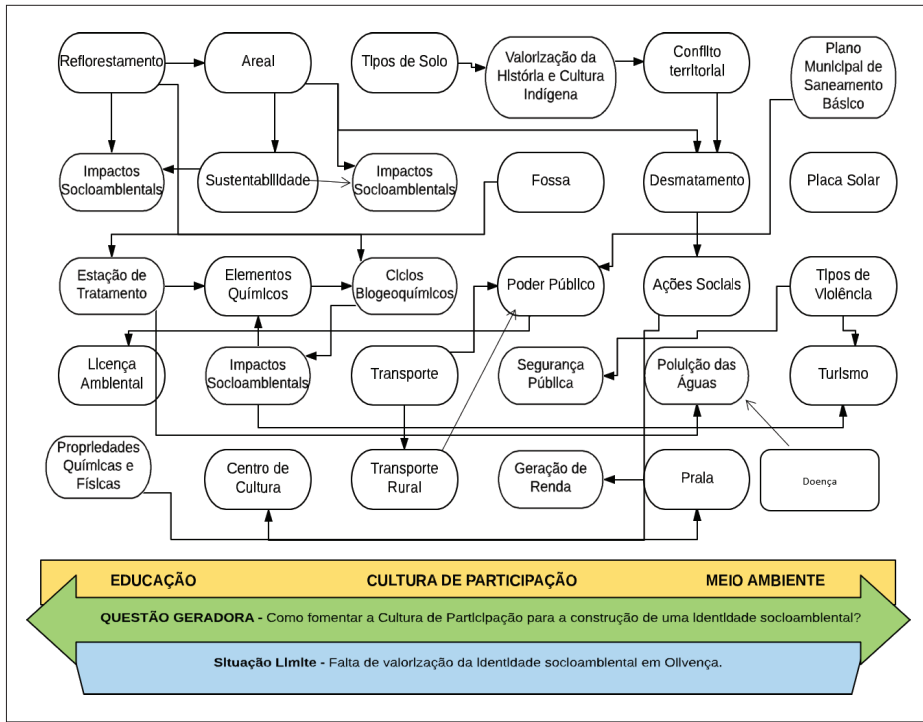 Reflorestamento
Areal
Tipos de Solo
Valorização da
História e Cultura
Indígena
Conflito
territorial
Plano
Municipal de
Saneamento
Básico
Impactos
Socioambientais
Sustentabilidade
Impactos
Socioambientais
Fossa
Desmatamento
Placa Solar
Estação de
Tratamento
Elementos
Químicos
Ciclos
Biogeoquímicos
Poder Público
Ações Sociais
Tipos de
Violência
Licença
Ambiental
Impactos
Socioambientais
Transporte
Segurança
Pública
Poluição das
Águas
Turismo
Propriedades
Químicas e
Físicas
Centro de
Cultura
Transporte
Rural
Geração de
Renda
Praia
Doença
EDUCAÇÃO CULTURA DE PARTICIPAÇÃO MEIO AMBIENTE
QUESTÃO GERADORA - Como fomentar a Cultura de Participação para a construção de uma identidade socioambiental?
Situação Limite - Falta de valorização da identidade socioambiental em Olivença.